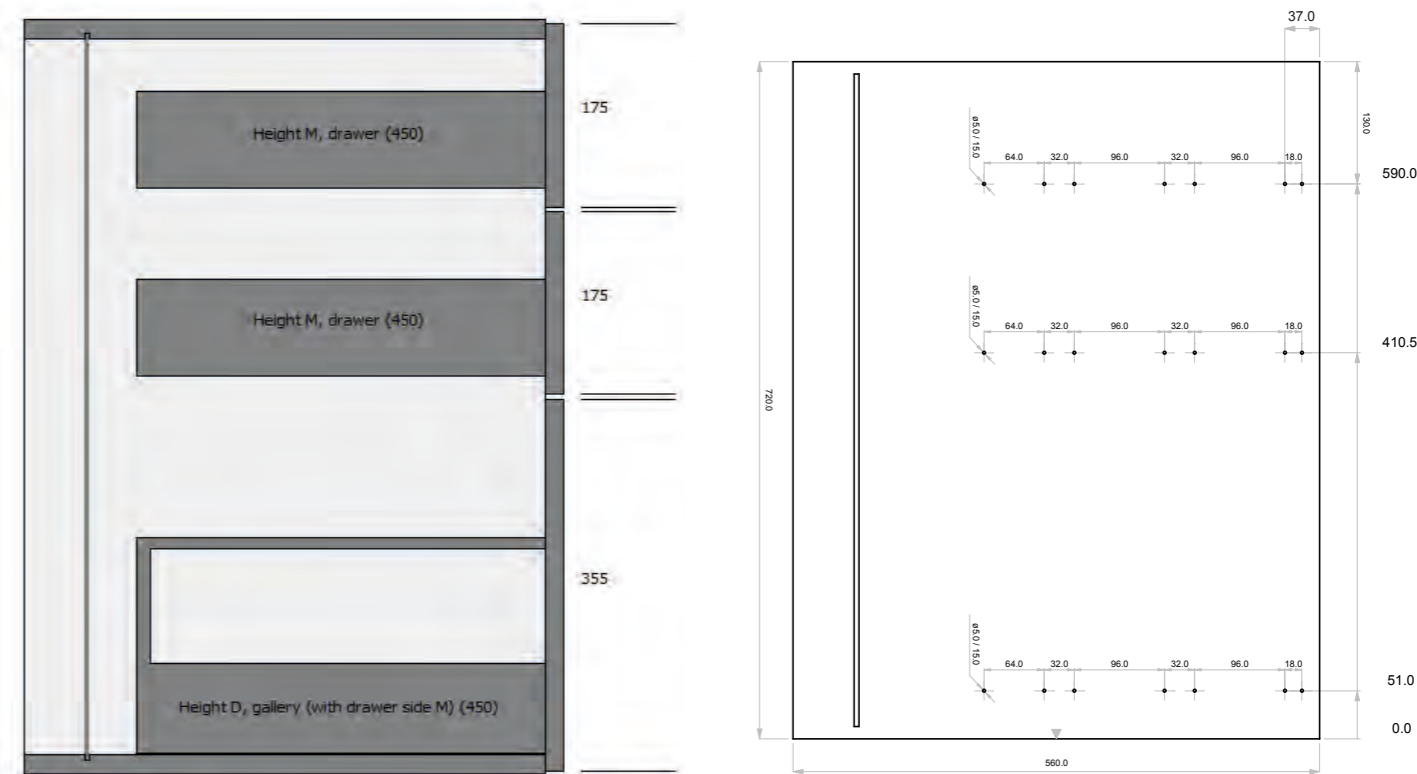 175
Height M, drawer (450)
175
Height M, drawer (450)
355
Height D, gallery (with drawer side M) (450)
37.0
130.0
ø5.0 / 15.0
64.0 32.0 96.0 32.0 96.0 18.0
590.0
ø5.0 / 15.0
64.0 32.0 96.0 32.0 96.0 18.0
410.5
720.0
ø5.0 / 15.0
64.0 32.0 96.0 32.0 96.0 18.0
51.0
0.0
560.0